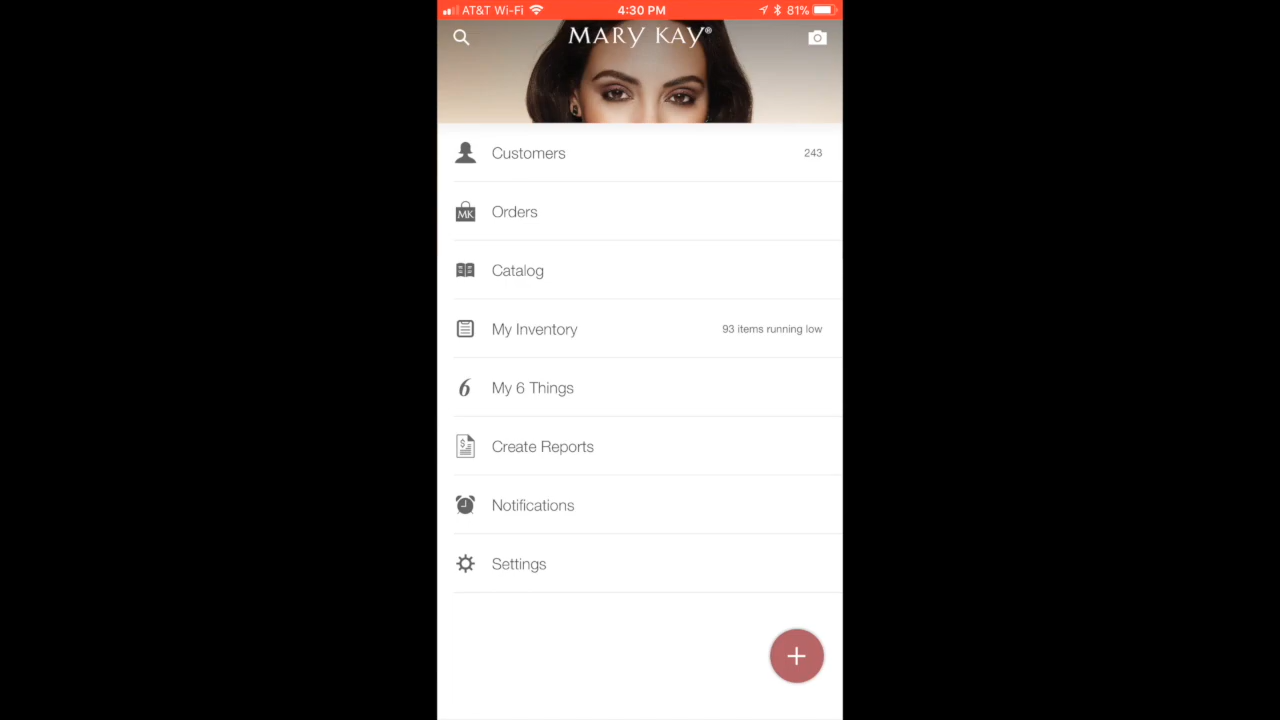 AT&T Wi-Fi 4:30 PM 81%
MARY KAY®
Customers 243
MK Orders
Catalog
My Inventory 93 items running low
6 My 6 Things
$ Create Reports
Notifications
Settings
+